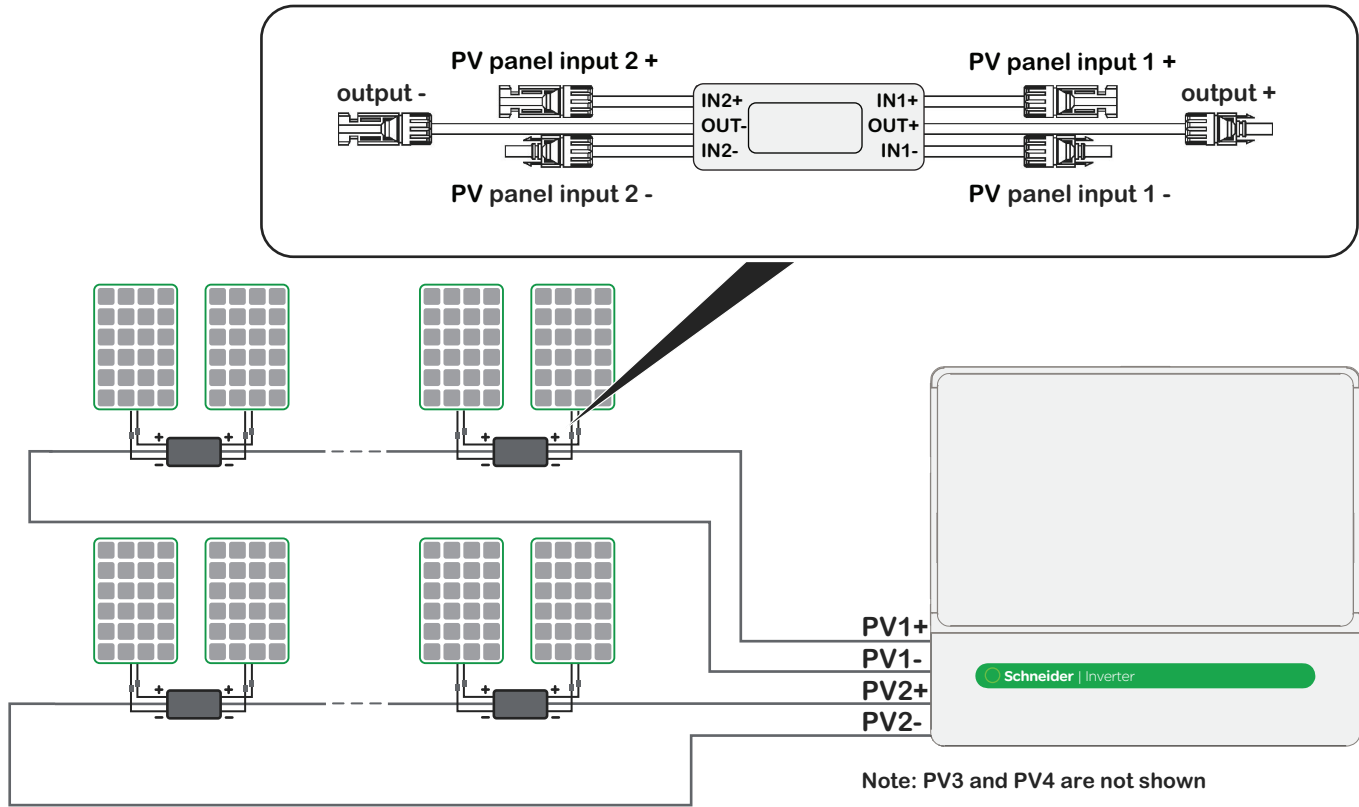 PV panel input 2 +
PV panel input 1 +
output -
output +
IN2+
IN1+
OUT-
OUT+
IN2-
IN1-
PV panel input 2 -
PV panel input 1 -
+ +
- -
+ +
- -
PV1+
PV1-
Schneider | Inverter
+ +
- -
+ +
- -
PV2+
PV2-
Note: PV3 and PV4 are not shown